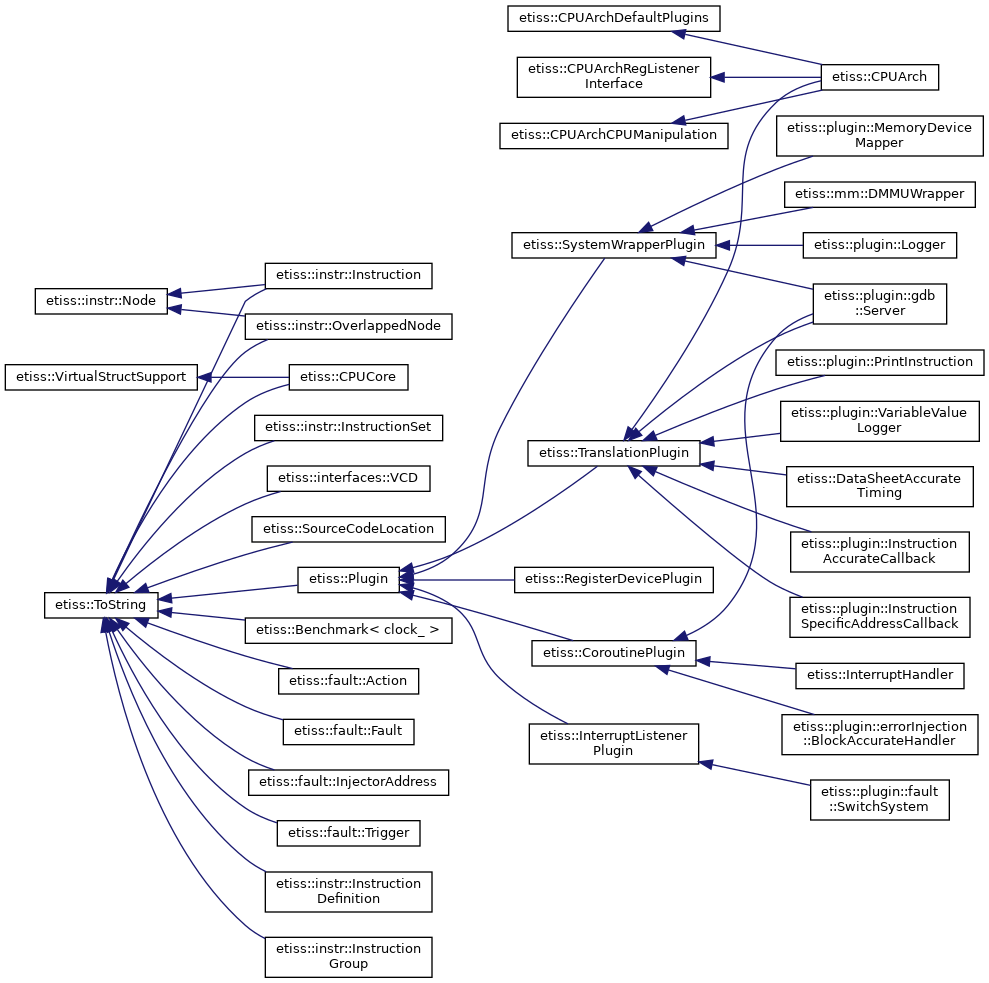 etiss::CPUArchDefaultPlugins
etiss::CPUArchRegListener
Interface
etiss::CPUArch
etiss::CPUArchCPUManipulation
etiss::plugin::MemoryDevice
Mapper
etiss::mm::DMMUWrapper
etiss::SystemWrapperPlugin
etiss::plugin::Logger
etiss::instr::Instruction
etiss::instr::Node
etiss::plugin::gdb
::Server
etiss::instr::OverlappedNode
etiss::plugin::PrintInstruction
etiss::VirtualStructSupport
etiss::CPUCore
etiss::plugin::VariableValue
Logger
etiss::instr::InstructionSet
etiss::TranslationPlugin
etiss::interfaces::VCD
etiss::DataSheetAccurate
Timing
etiss::SourceCodeLocation
etiss::plugin::Instruction
AccurateCallback
etiss::Plugin
etiss::RegisterDevicePlugin
etiss::ToString
etiss::plugin::Instruction
SpecificAddressCallback
etiss::Benchmark< clock_ >
etiss::CoroutinePlugin
etiss::InterruptHandler
etiss::fault::Action
etiss::fault::Fault
etiss::plugin::errorInjection
::BlockAccurateHandler
etiss::InterruptListener
Plugin
etiss::fault::InjectorAddress
etiss::plugin::fault
::SwitchSystem
etiss::fault::Trigger
etiss::instr::Instruction
Definition
etiss::instr::Instruction
Group